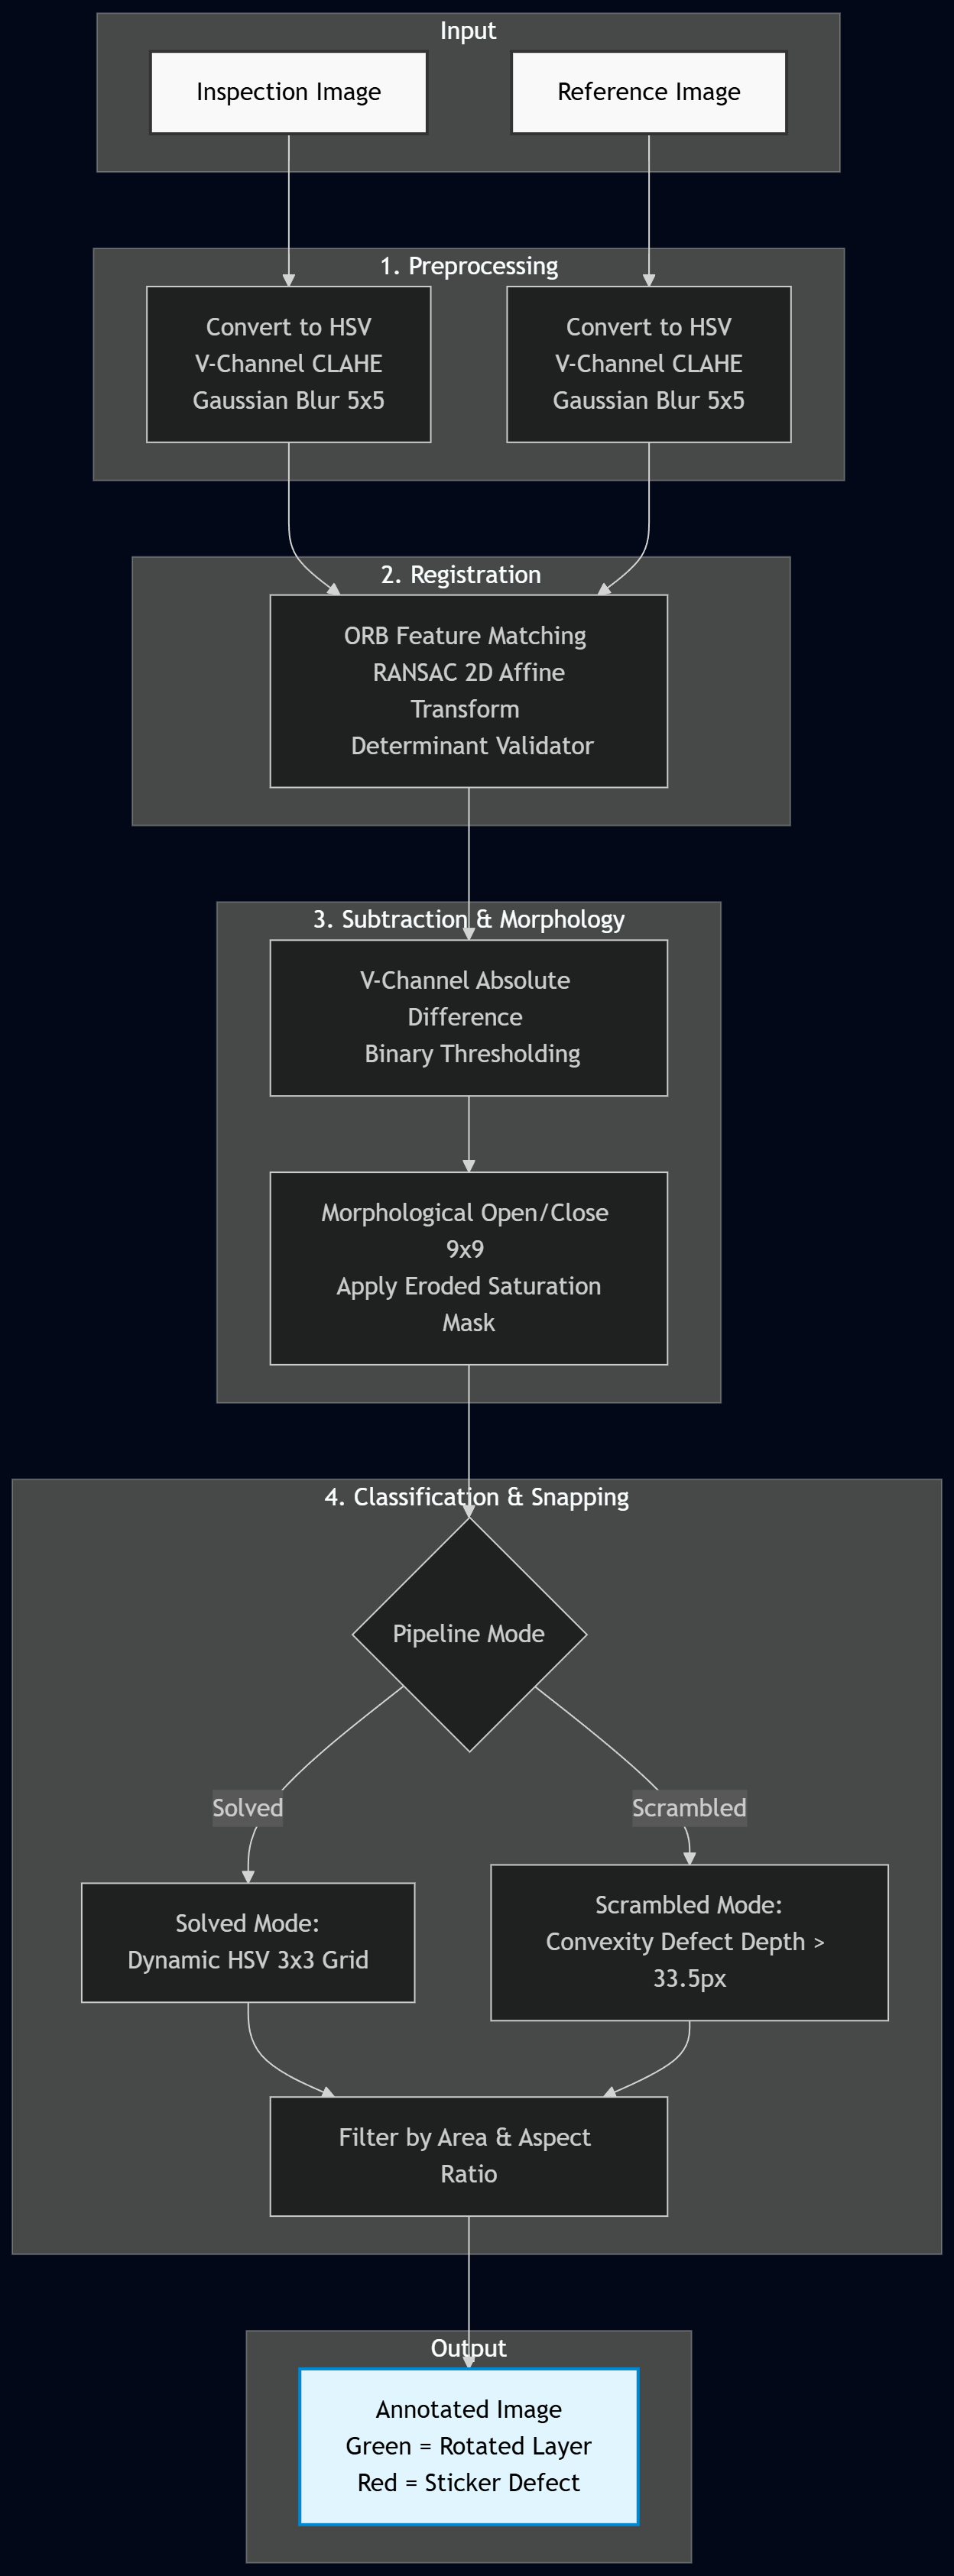 Input
Inspection Image
Reference Image
1. Preprocessing
Convert to HSV
V-Channel CLAHE
Gaussian Blur 5x5
Convert to HSV
V-Channel CLAHE
Gaussian Blur 5x5
2. Registration
ORB Feature Matching
RANSAC 2D Affine
Transform
Determinant Validator
3. Subtraction & Morphology
V-Channel Absolute
Difference
Binary Thresholding
Morphological Open/Close
9x9
Apply Eroded Saturation
Mask
4. Classification & Snapping
Pipeline Mode
Solved
Scrambled
Solved Mode:
Dynamic HSV 3x3 Grid
Scrambled Mode:
Convexity Defect Depth >
33.5px
Filter by Area & Aspect
Ratio
Output
Annotated Image
Green = Rotated Layer
Red = Sticker Defect